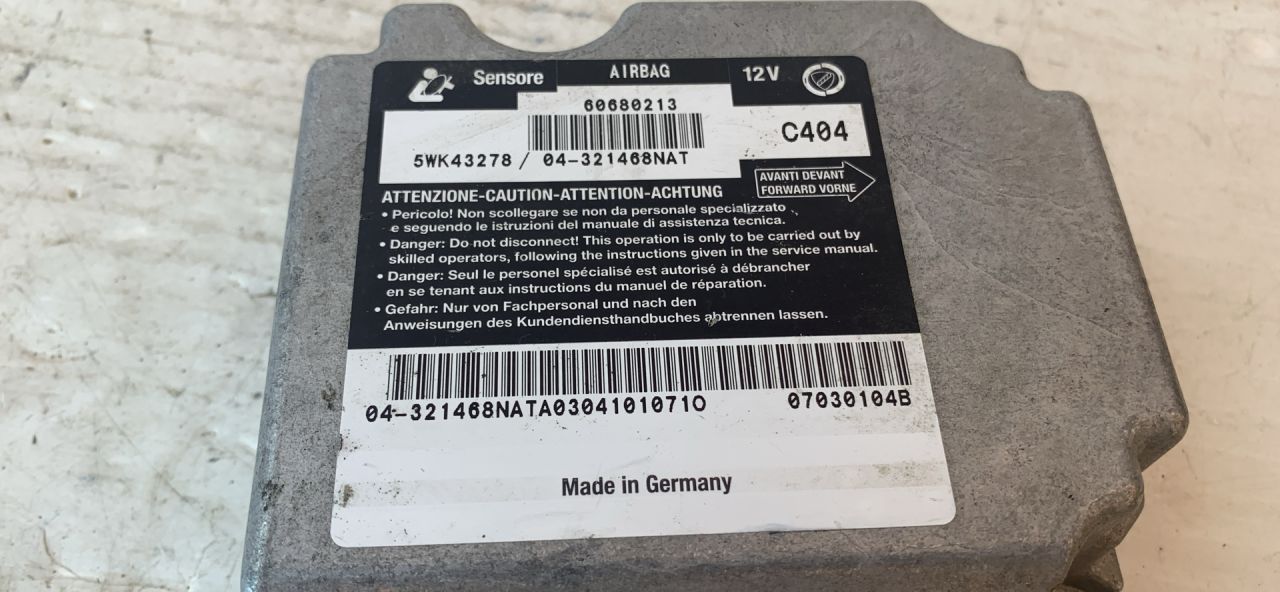 Sensore AIRBAG 12V
60680213
C404
5WK43278 / 04-321468NAT
AVANTI DEVANT
FORWARD VORNE
ATTENZIONE-CAUTION-ATTENTION-ACHTUNG
• Pericolo! Non scollegare se non da personale specializzato
e seguendo le istruzioni del manuale di assistenza tecnica.
• Danger: Do not disconnect! This operation is only to be carried out by
skilled operators, following the instructions given in the service manual.
• Danger: Seul le personel spécialisé est autorisé à débrancher
en se tenant aux instructions du manuel de réparation.
• Gefahr: Nur von Fachpersonal und nach den
Anweisungen des Kundendiensthandbuches abtrennen lassen.
04-321468NATA03041010710 07030104B
Made in Germany